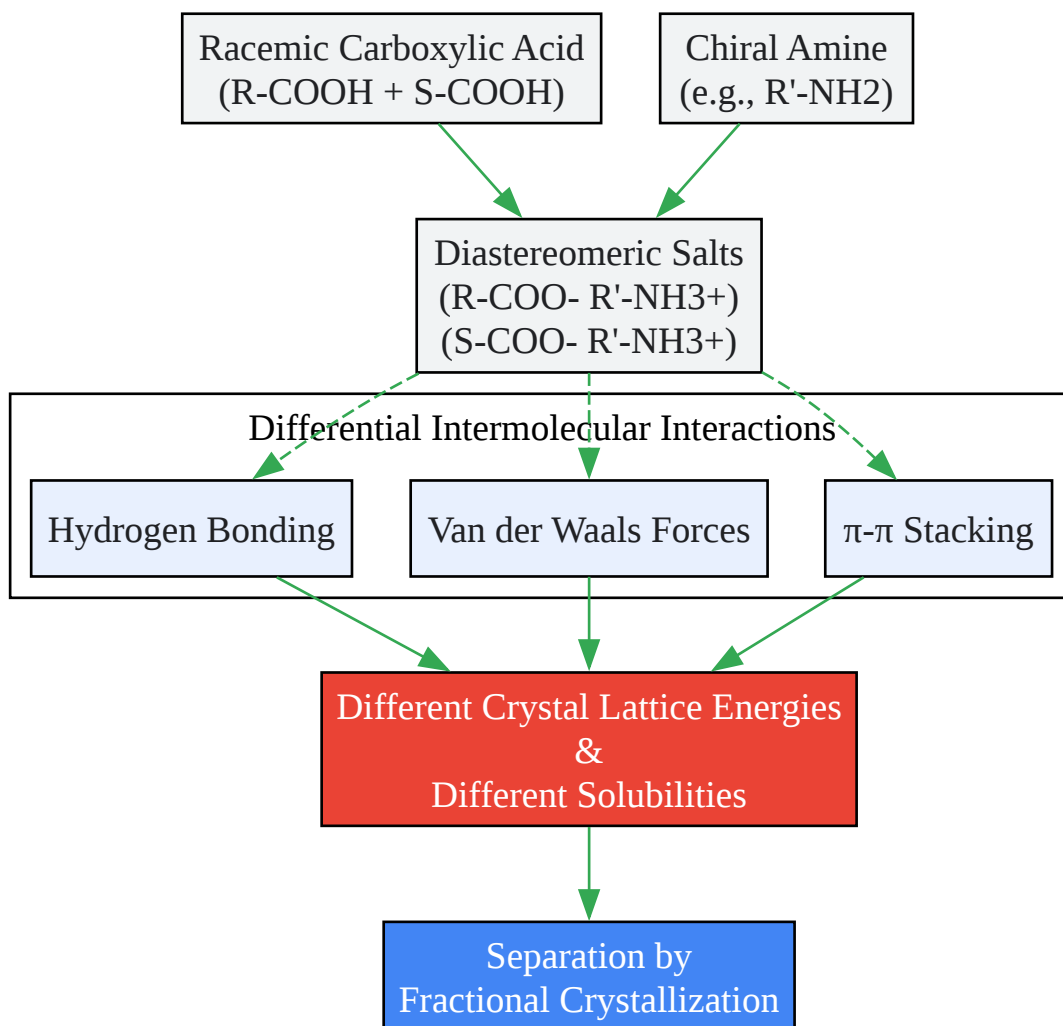 Racemic Carboxylic Acid
(R-COOH + S-COOH)
Chiral Amine
(e.g., R'-NH2)
Diastereomeric Salts
(R-COO- R'-NH3+)
(S-COO- R'-NH3+)
Differential Intermolecular Interactions
Hydrogen Bonding
Van der Waals Forces
π-π Stacking
Different Crystal Lattice Energies
&
Different Solubilities
Separation by
Fractional Crystallization